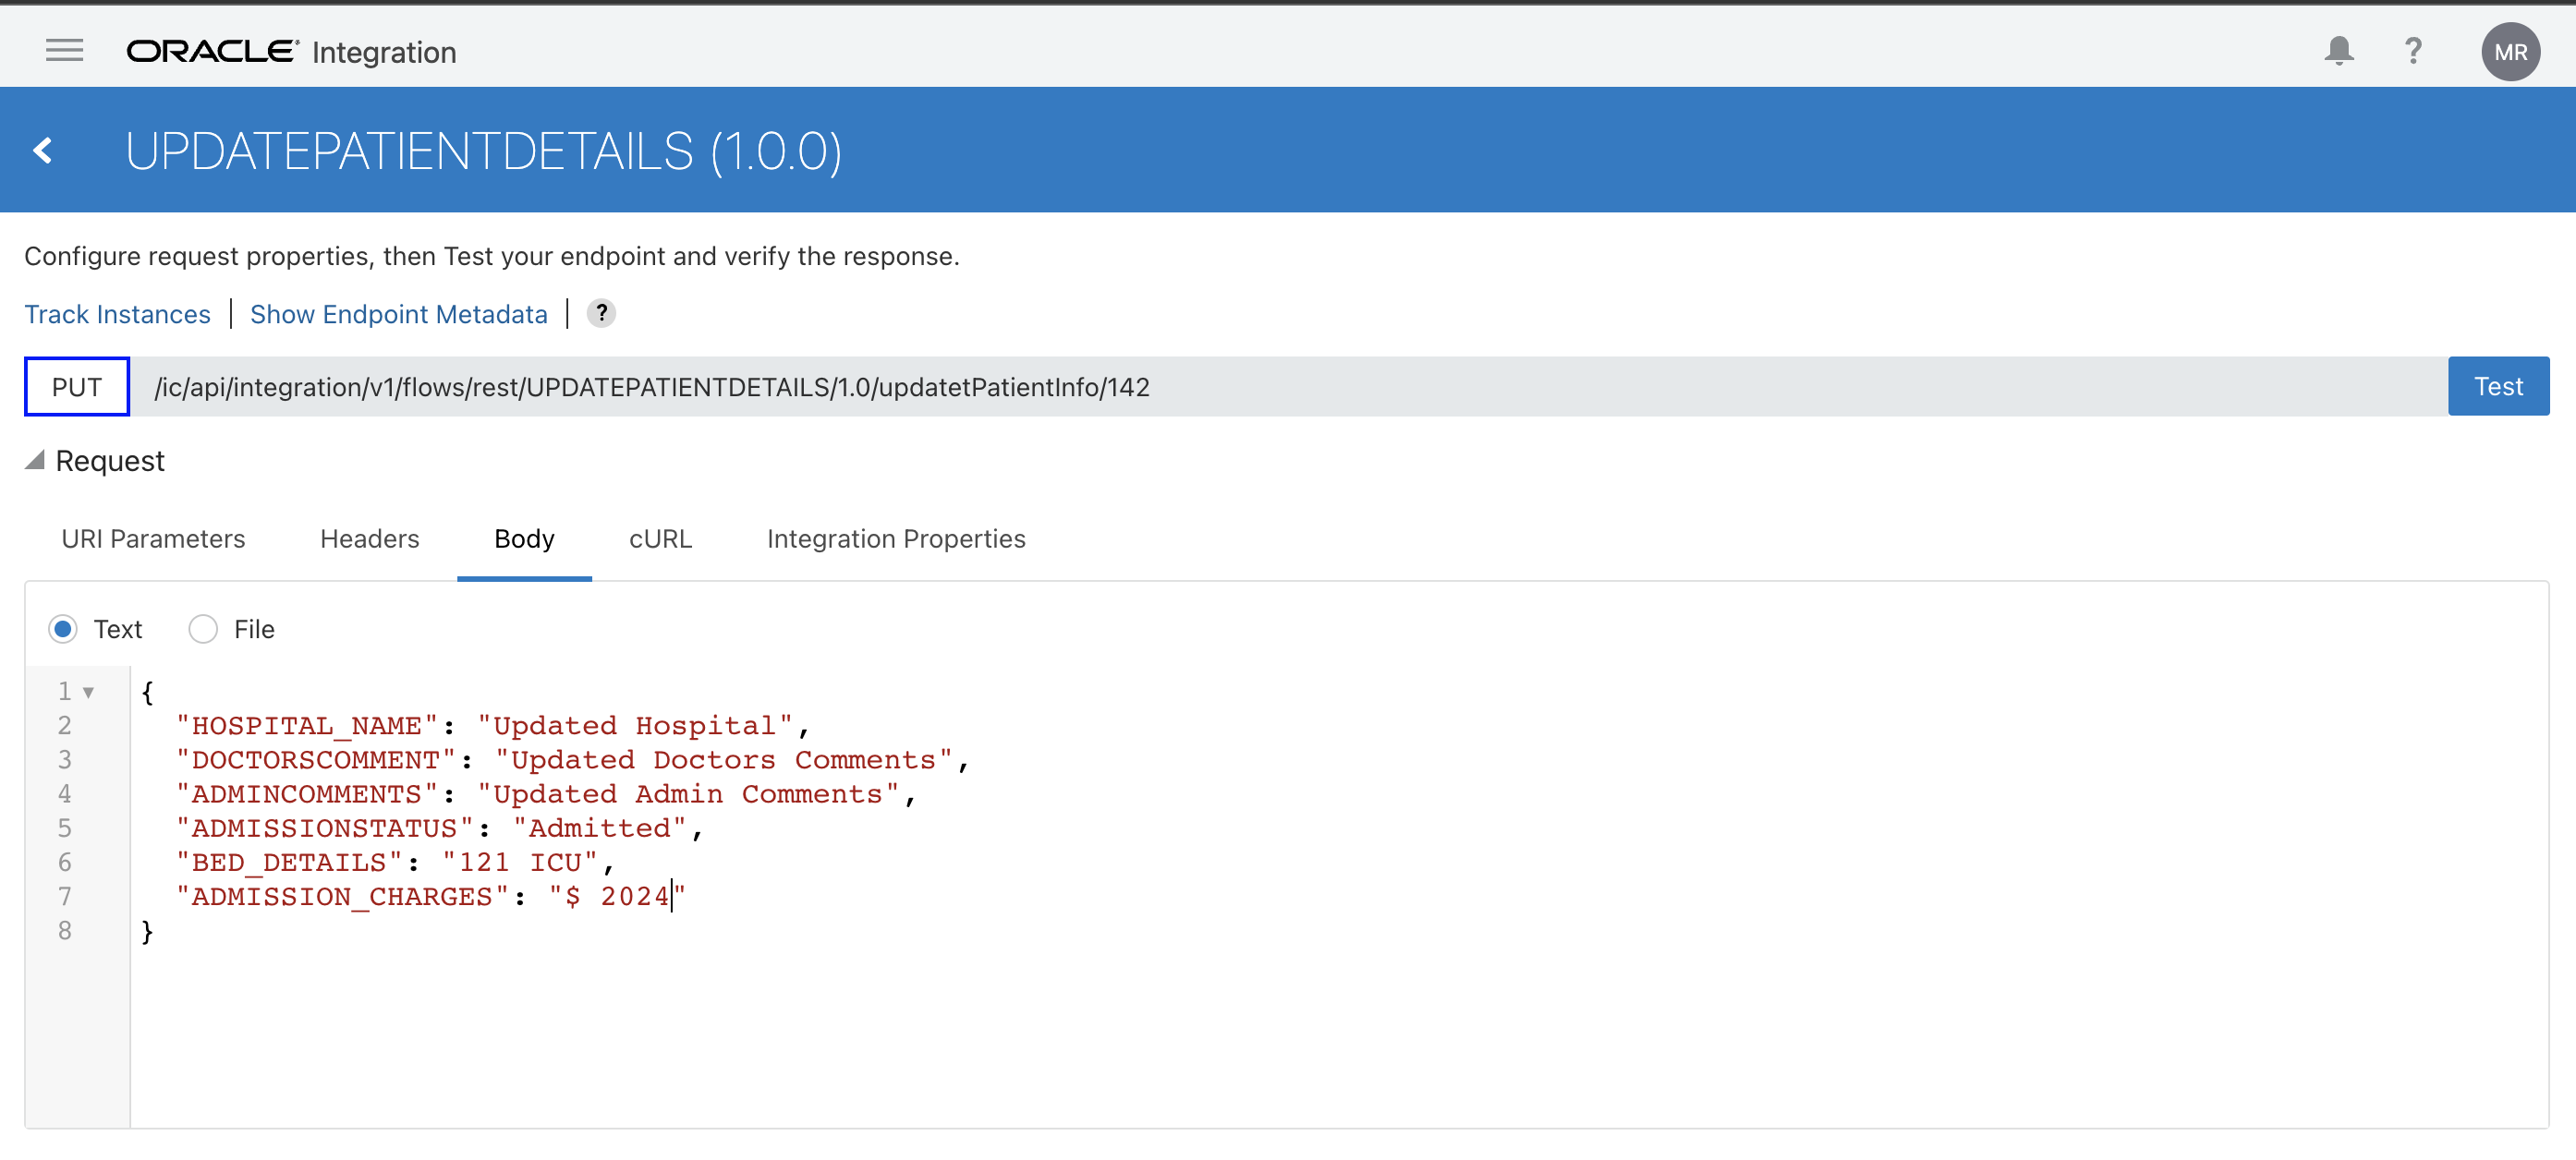 ORACLE Integration
? MR
UPDATEPATIENTDETAILS (1.0.0)
Configure request properties, then Test your endpoint and verify the response.
Track Instances | Show Endpoint Metadata | ?
PUT /ic/api/integration/v1/flows/rest/UPDATEPATIENTDETAILS/1.0/updatetPatientInfo/142 Test
Request
URI Parameters Headers Body cURL Integration Properties
Text File
1 {
2 "HOSPITAL_NAME": "Updated Hospital",
3 "DOCTORSCOMMENT": "Updated Doctors Comments",
4 "ADMINCOMMENTS": "Updated Admin Comments",
5 "ADMISSIONSTATUS": "Admitted",
6 "BED_DETAILS": "121 ICU",
7 "ADMISSION_CHARGES": "$ 2024"
8 }